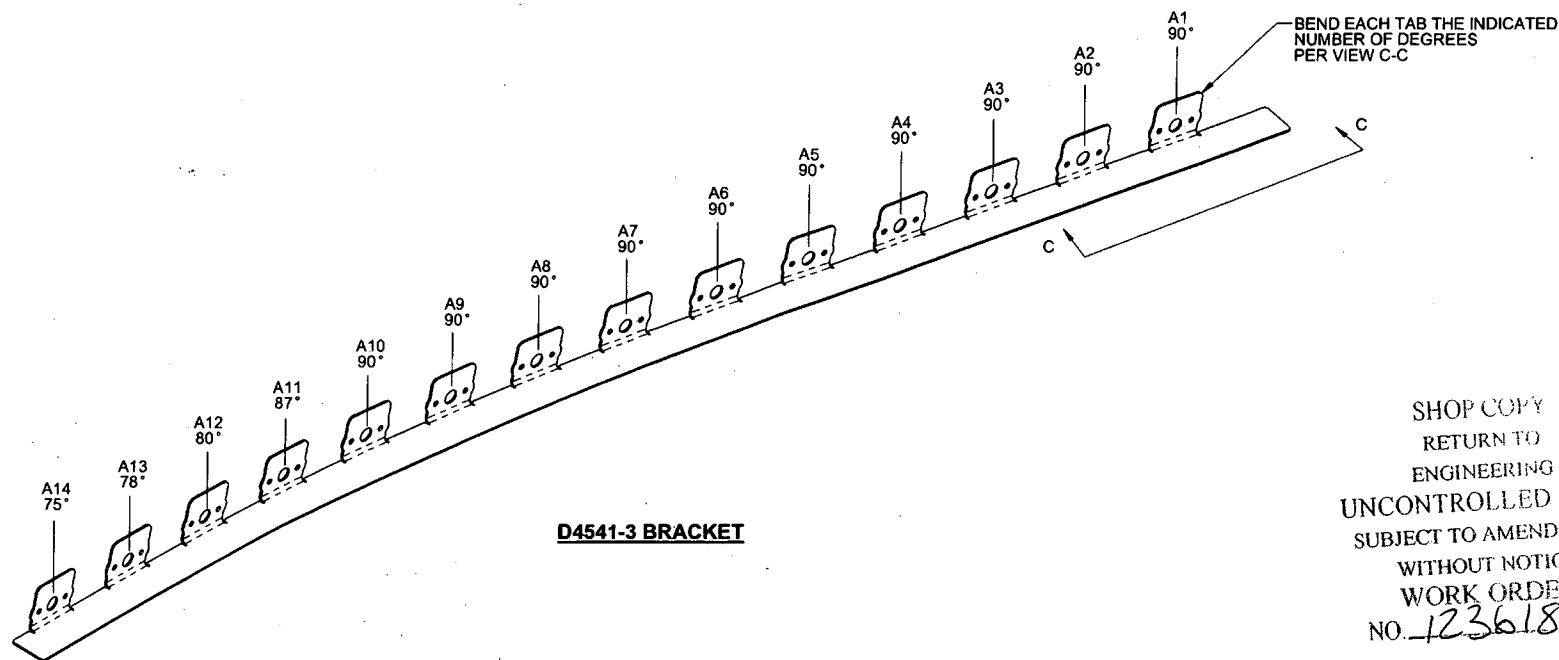 A1
90°
BEND EACH TAB THE INDICATED
NUMBER OF DEGREES
PER VIEW C-C
A2
90°
A3
90°
A4
90°
A5
90°
A6
90°
A7
90°
A8
90°
A9
90°
A10
90°
A11
87°
A12
80°
A13
78°
A14
75°
C
C
D4541-3 BRACKET
SHOP COPY
RETURN TO
ENGINEERING
UNCONTROLLED
SUBJECT TO AMEND
WITHOUT NOTIC
WORK ORDE
NO. 123618